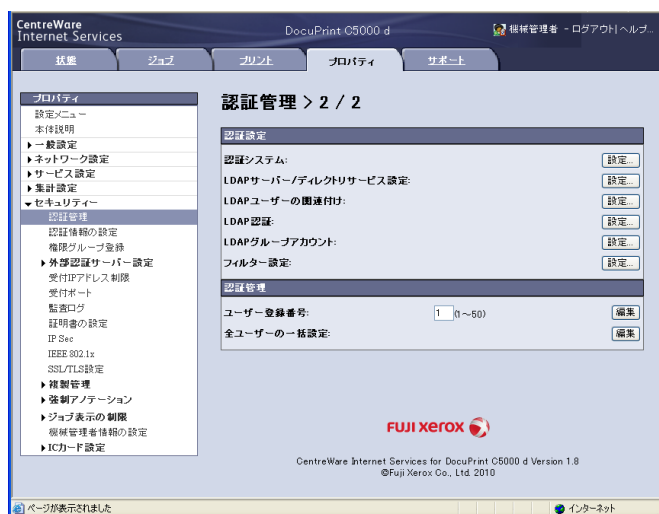 CentreWare
Internet Services
DocuPrint C5000 d
機械管理者 - ログアウト|ヘルプ...
状態
ジョブ
プリント
プロパティ
サポート
プロパティ
設定メニュー
本体説明
一般設定
ネットワーク設定
サービス設定
集計設定
セキュリティー
認証管理
認証情報の設定
権限グループ登録
外部認証サーバー設定
受付IPアドレス制限
受付ポート
監査ログ
証明書の設定
IP Sec
IEEE 802.1x
SSL/TLS設定
複製管理
強制アノテーション
ジョブ表示の制限
機械管理者情報の設定
ICカード設定
認証管理 > 2 / 2
認証設定
認証システム: 設定...
LDAPサーバー/ディレクトリサービス設定: 設定...
LDAPユーザーの関連付け: 設定...
LDAP認証: 設定...
LDAPグループアカウント: 設定...
フィルター設定: 設定...
認証管理
ユーザー登録番号: 1 (1～50) 編集
全ユーザーの一括設定: 編集
FUJI XEROX
CentreWare Internet Services for DocuPrint C5000 d Version 1.8
©Fuji Xerox Co., Ltd. 2010
ページが表示されました
インターネット